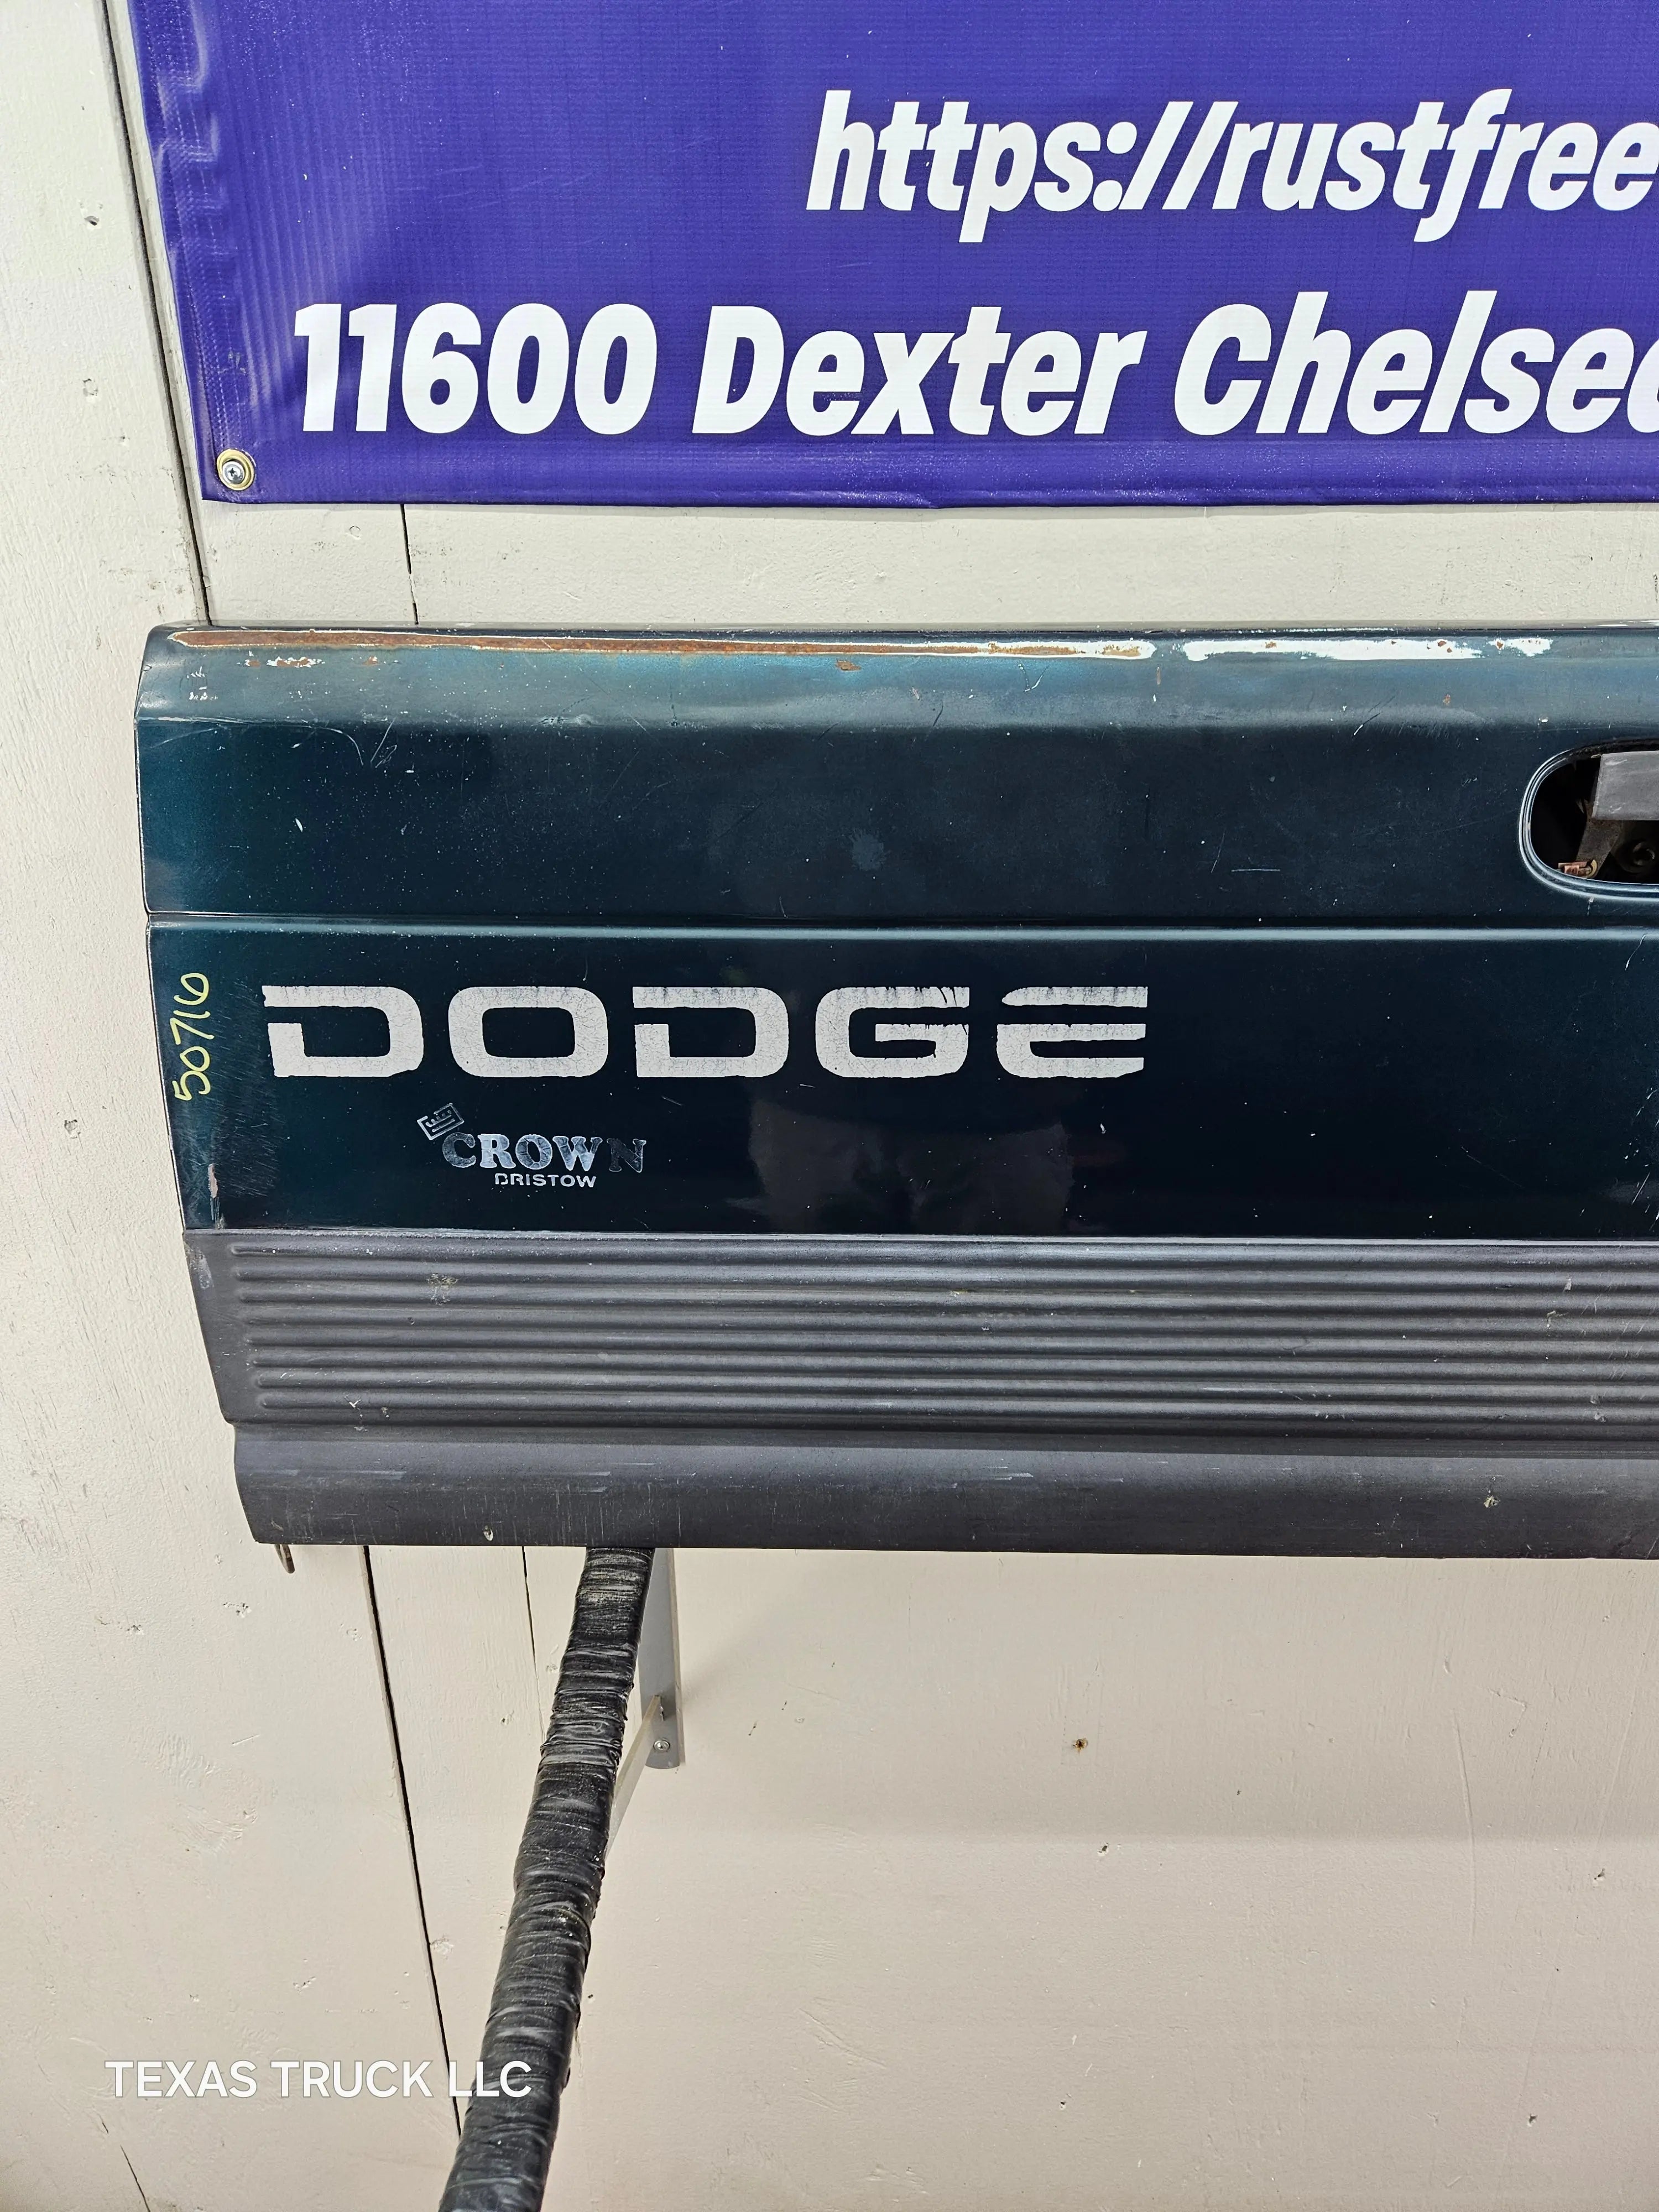 https://rustfree
11600 Dexter Chelsea
50716
DODGE
CROWN
BRISTOW
TEXAS TRUCK LLC